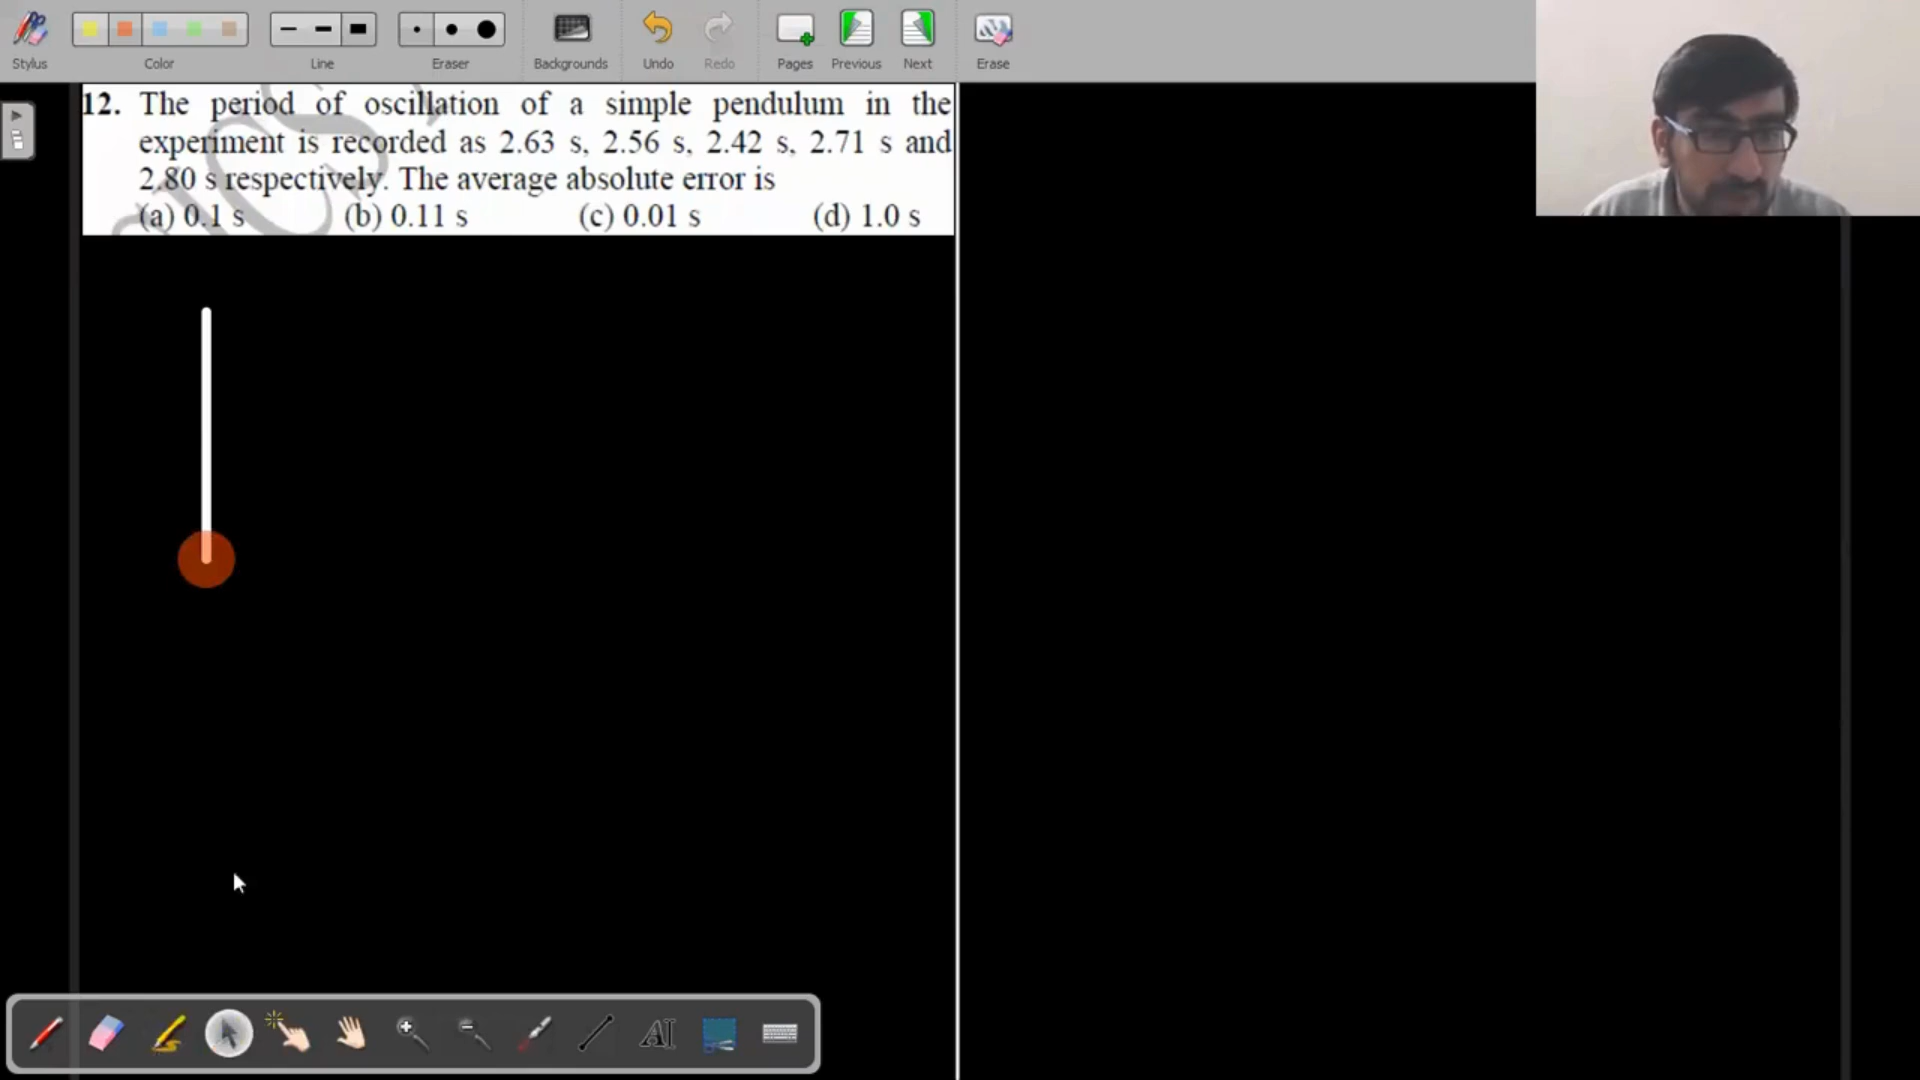 Stylus
Color
Line
Eraser
Backgrounds
Undo
Redo
Pages
Previous
Next
Erase
12. The period of oscillation of a simple pendulum in the
experiment is recorded as 2.63 s, 2.56 s, 2.42 s, 2.71 s and
2.80 s respectively. The average absolute error is
(a) 0.1 s (b) 0.11 s (c) 0.01 s (d) 1.0 s
AI